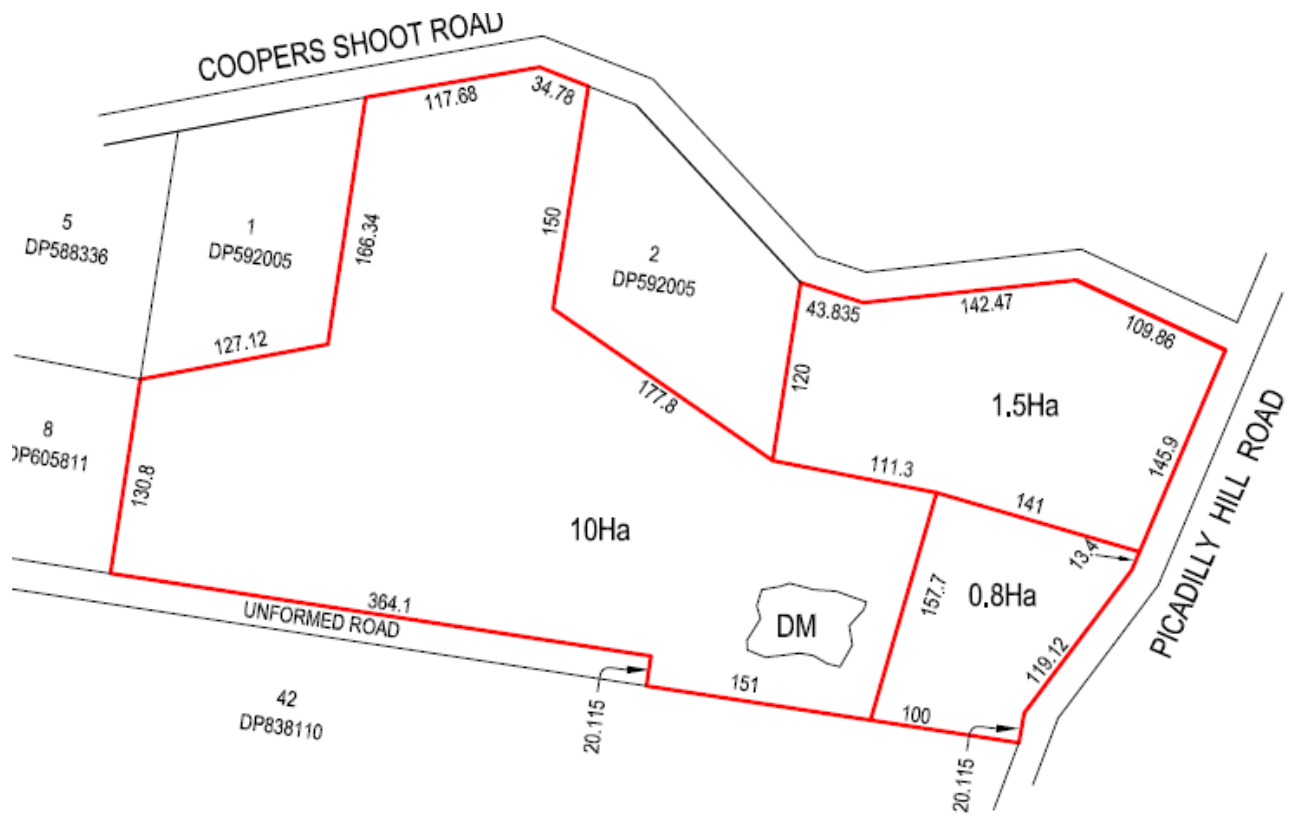 COOPERS SHOOT ROAD
117.68
34.78
5
DP588336
1
DP592005
166.34
150
2
DP592005
43.835
142.47
109.86
127.12
120
177.8
1.5Ha
145.9
PICADILLY HILL ROAD
8
DP605811
130.8
111.3
141
13.4
10Ha
157.7
0.8Ha
364.1
UNFORMED ROAD
DM
119.12
151
100
20.115
20.115
42
DP838110